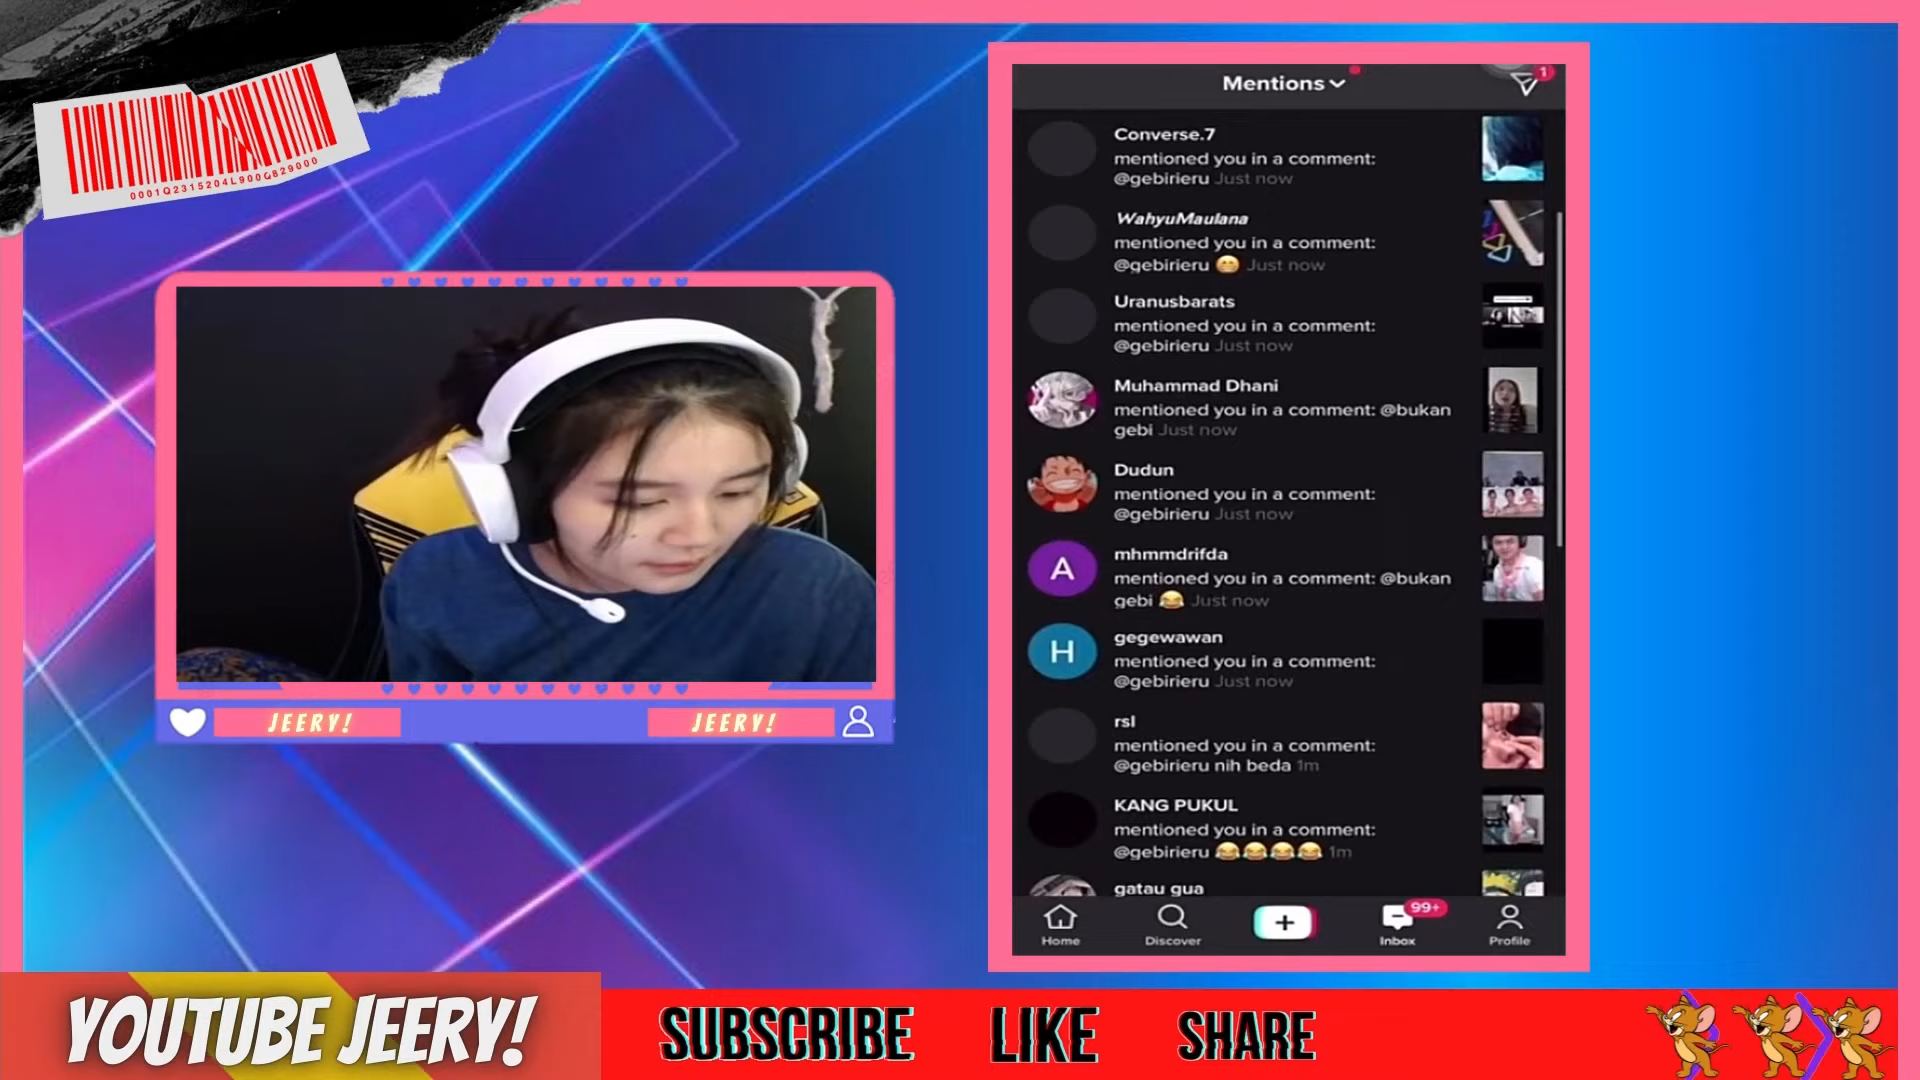 0001Q2315204L900Q829000
JEERY!
JEERY!
Mentions
1
Converse.7
mentioned you in a comment:
@gebirieru Just now
WahyuMaulana
mentioned you in a comment:
@gebirieru 😁 Just now
Uranusbarats
mentioned you in a comment:
@gebirieru Just now
Muhammad Dhani
mentioned you in a comment: @bukan
gebi Just now
Dudun
mentioned you in a comment:
@gebirieru Just now
A
mhmmdrifda
mentioned you in a comment: @bukan
gebi 😂 Just now
H
gegewawan
mentioned you in a comment:
@gebirieru Just now
rsl
mentioned you in a comment:
@gebirieru nih beda 1m
KANG PUKUL
mentioned you in a comment:
@gebirieru 😂😂😂😂 1m
gatau gua
99+
Home
Discover
Inbox
Profile
YOUTUBE JEERY!
SUBSCRIBE
LIKE
SHARE